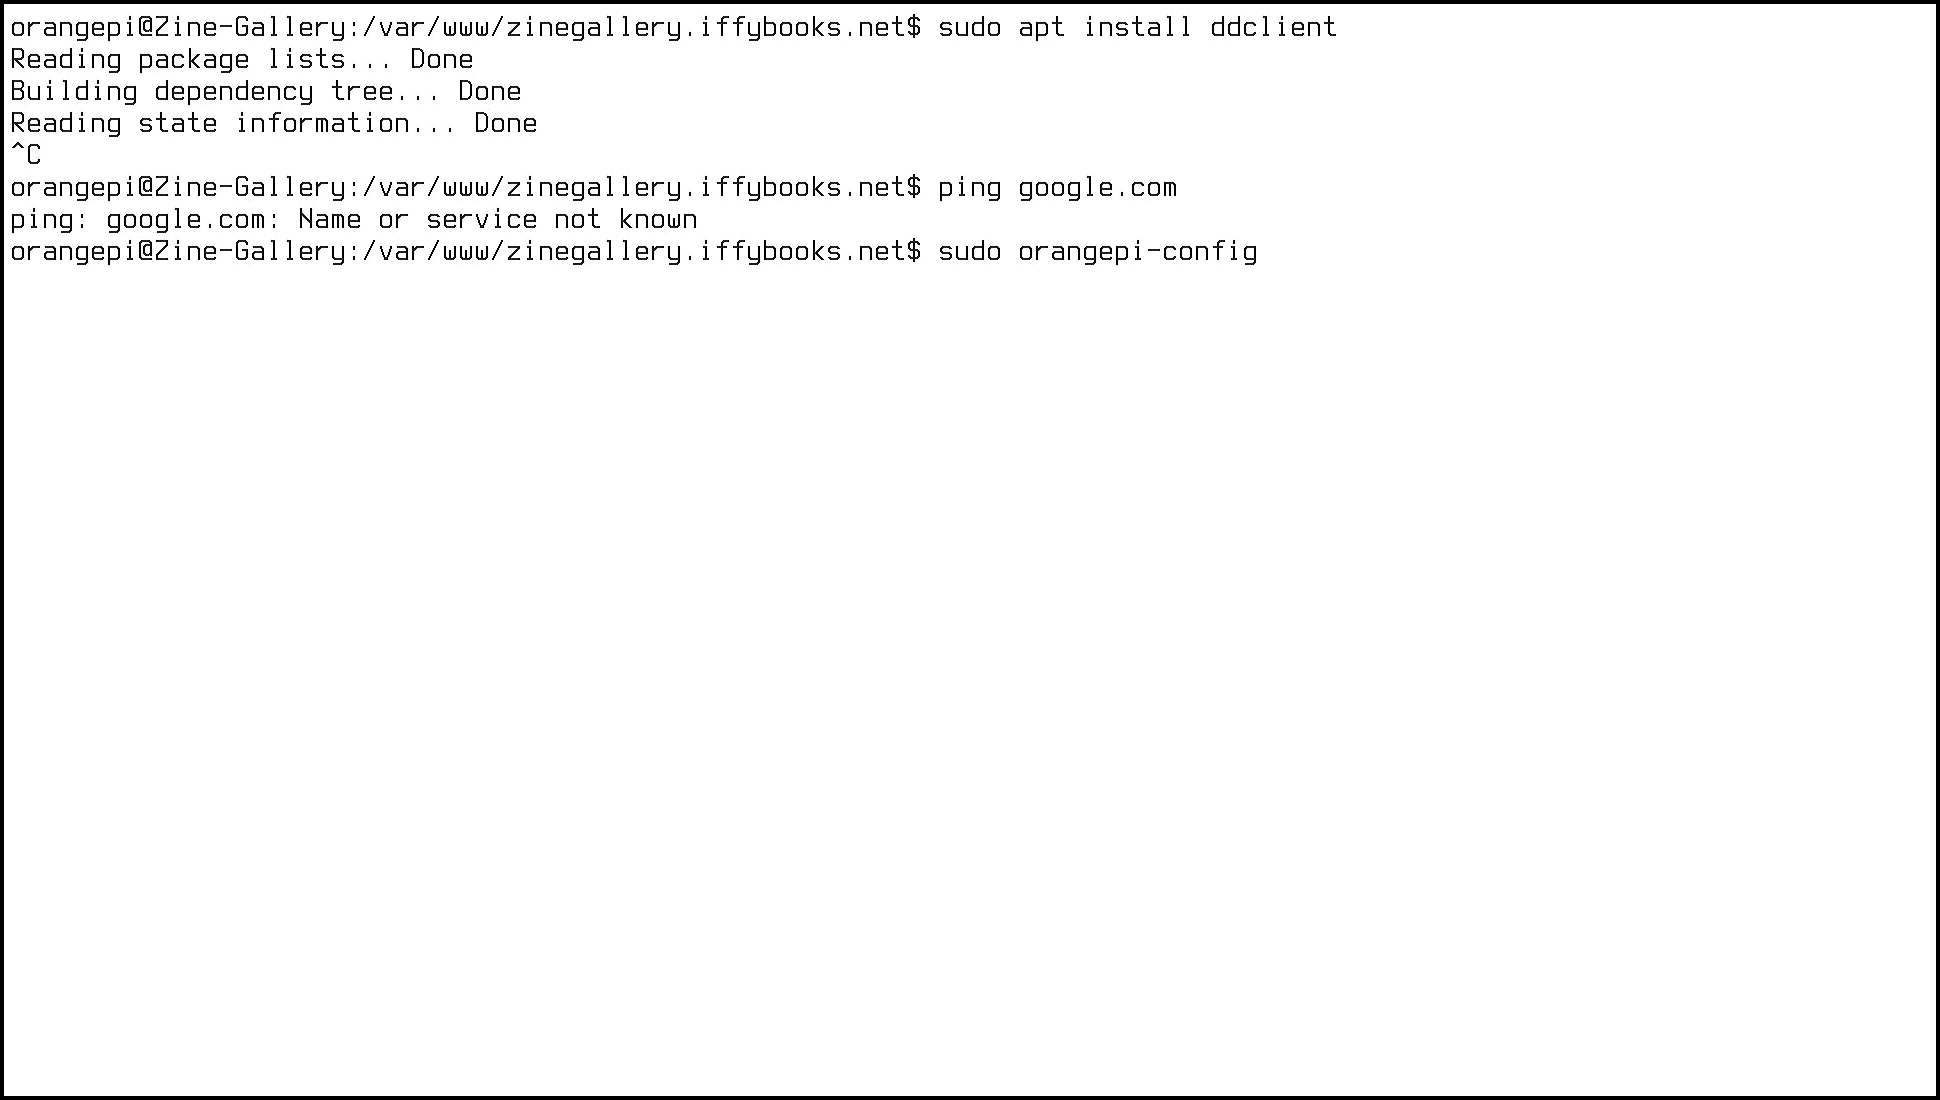 orangepi@Zine-Gallery:/var/www/zinegallery.iffybooks.net$ sudo apt install ddclient
Reading package lists... Done
Building dependency tree... Done
Reading state information... Done
^C
orangepi@Zine-Gallery:/var/www/zinegallery.iffybooks.net$ ping google.com
ping: google.com: Name or service not known
orangepi@Zine-Gallery:/var/www/zinegallery.iffybooks.net$ sudo orangepi-config